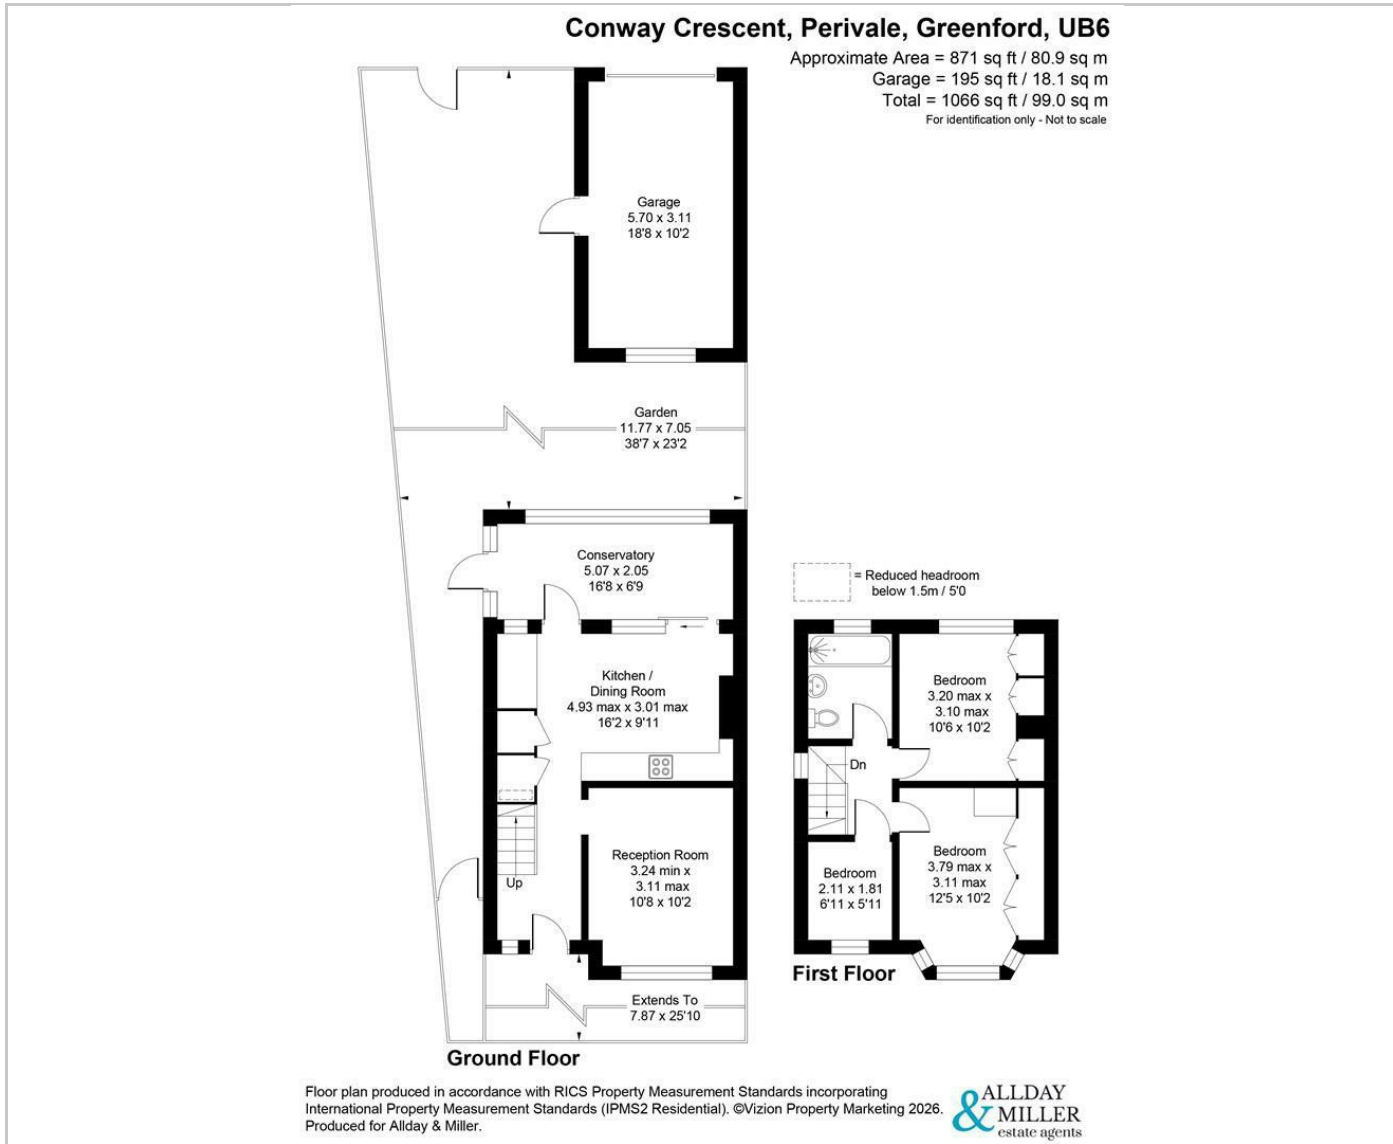 Conway Crescent, Perivale, Greenford, UB6
Approximate Area = 871 sq ft / 80.9 sq m
Garage = 195 sq ft / 18.1 sq m
Total = 1066 sq ft / 99.0 sq m
For identification only - Not to scale
Garage
5.70 x 3.11
18'8 x 10'2
Garden
11.77 x 7.05
38'7 x 23'2
Conservatory
5.07 x 2.05
16'8 x 6'9
Kitchen /
Dining Room
4.93 max x 3.01 max
16'2 x 9'11
Reception Room
3.24 min x
3.11 max
10'8 x 10'2
Up
Extends To
7.87 x 25'10
Ground Floor
= Reduced headroom
below 1.5m / 5'0
Bedroom
3.20 max x
3.10 max
10'6 x 10'2
Dn
Bedroom
3.79 max x
3.11 max
12'5 x 10'2
Bedroom
2.11 x 1.81
6'11 x 5'11
First Floor
Floor plan produced in accordance with RICS Property Measurement Standards incorporating
International Property Measurement Standards (IPMS2 Residential). ©Vizion Property Marketing 2026.
Produced for Allday & Miller.
ALLDAY
& MILLER
estate agents